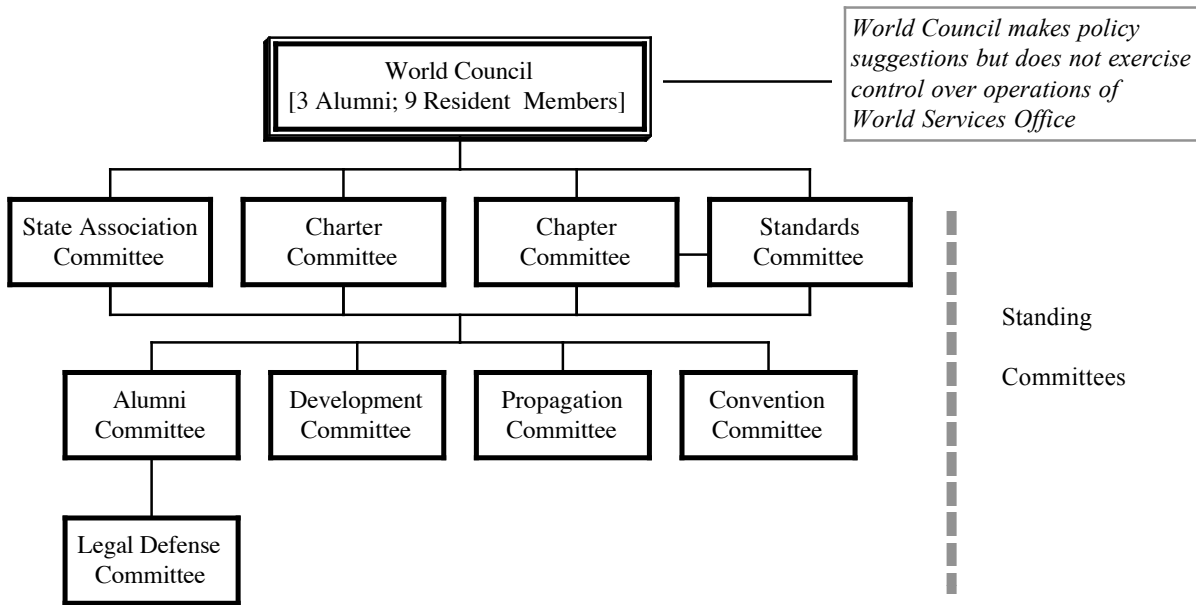 World Council
[3 Alumni; 9 Resident Members]
World Council makes policy
suggestions but does not exercise
control over operations of
World Services Office
State Association
Committee
Charter
Committee
Chapter
Committee
Standards
Committee
Standing
Committees
Alumni
Committee
Development
Committee
Propagation
Committee
Convention
Committee
Legal Defense
Committee